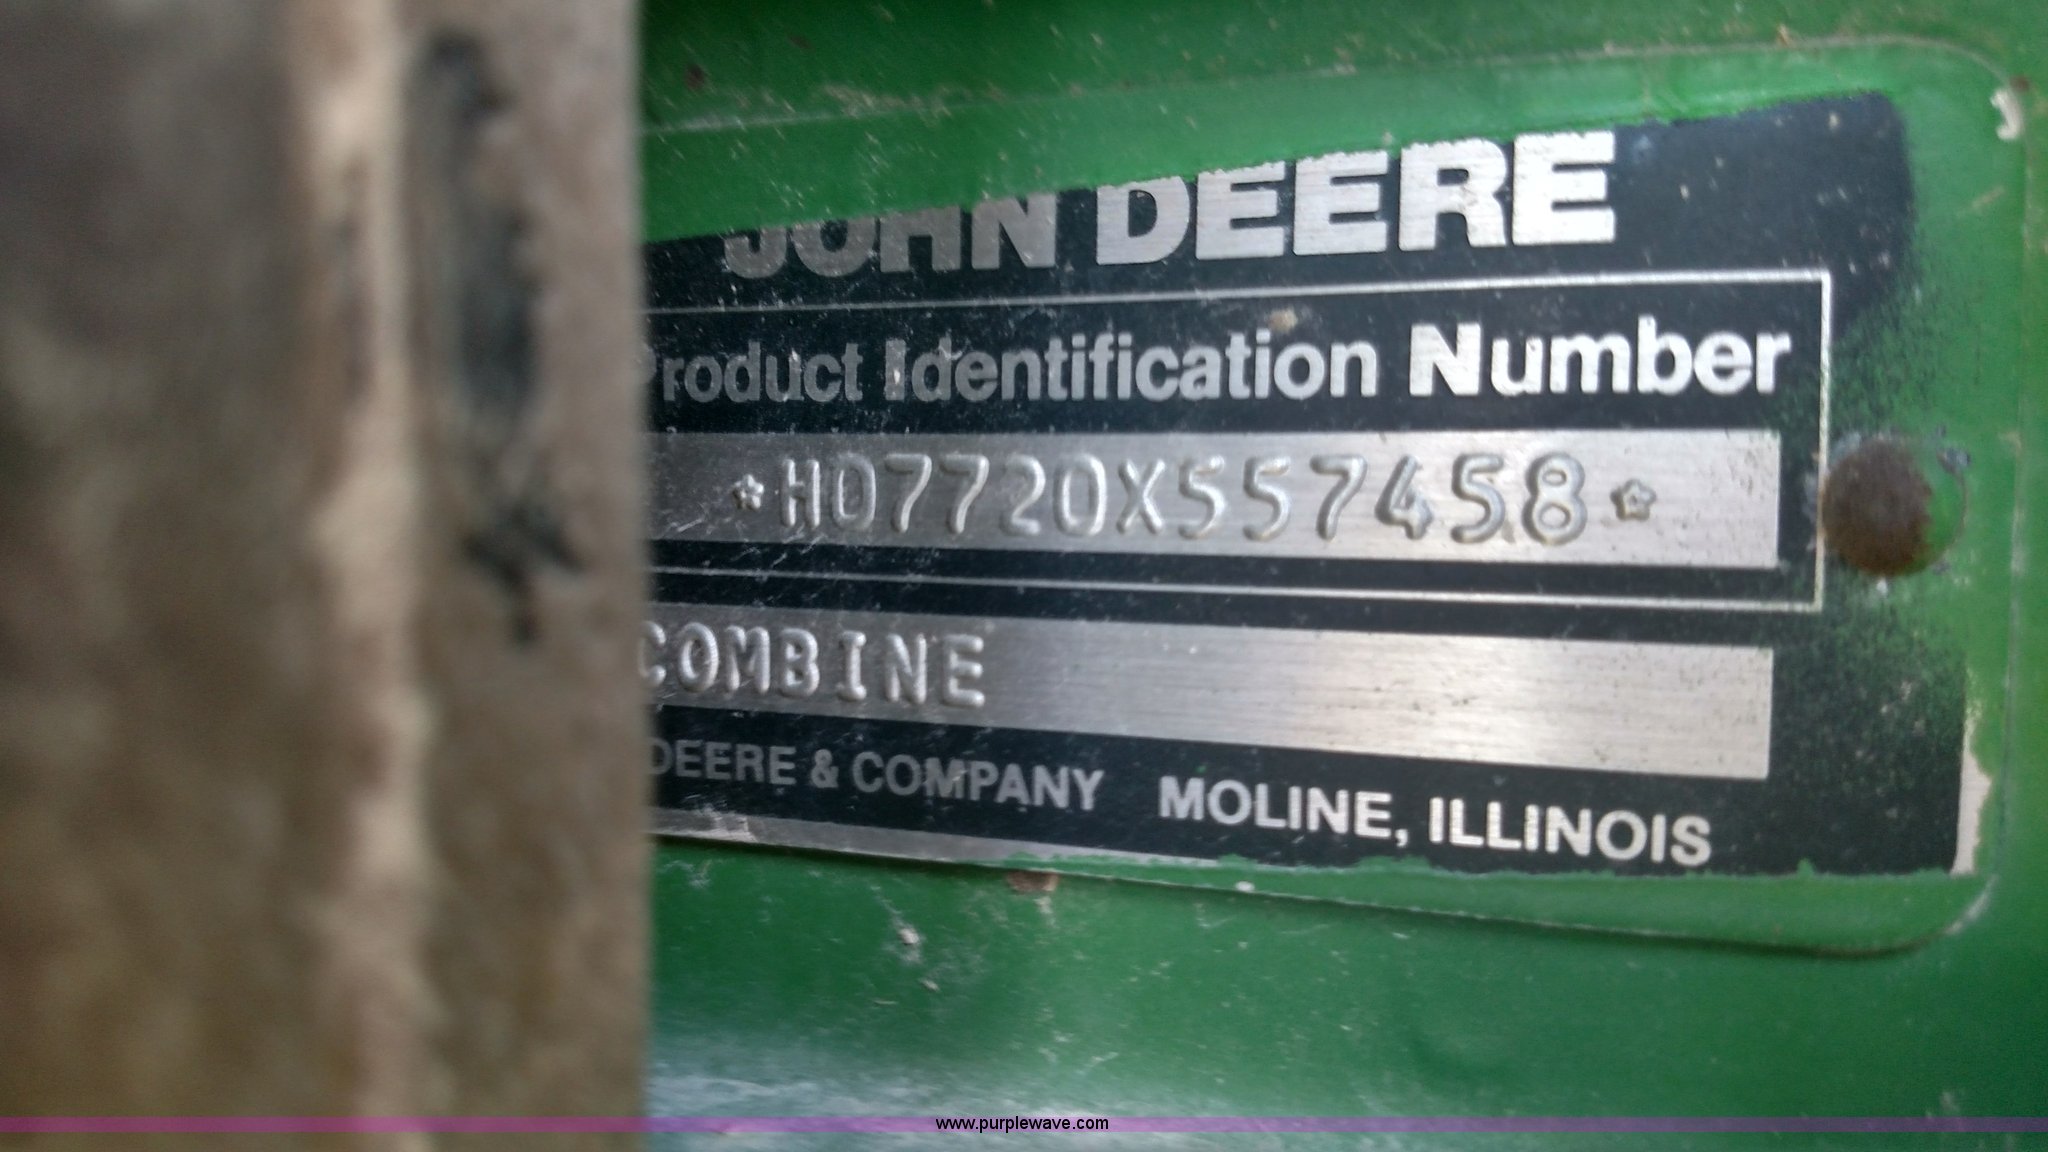 JOHN DEERE
Product Identification Number
*H07720X557458*
COMBINE
DEERE & COMPANY MOLINE, ILLINOIS
www.purplewave.com